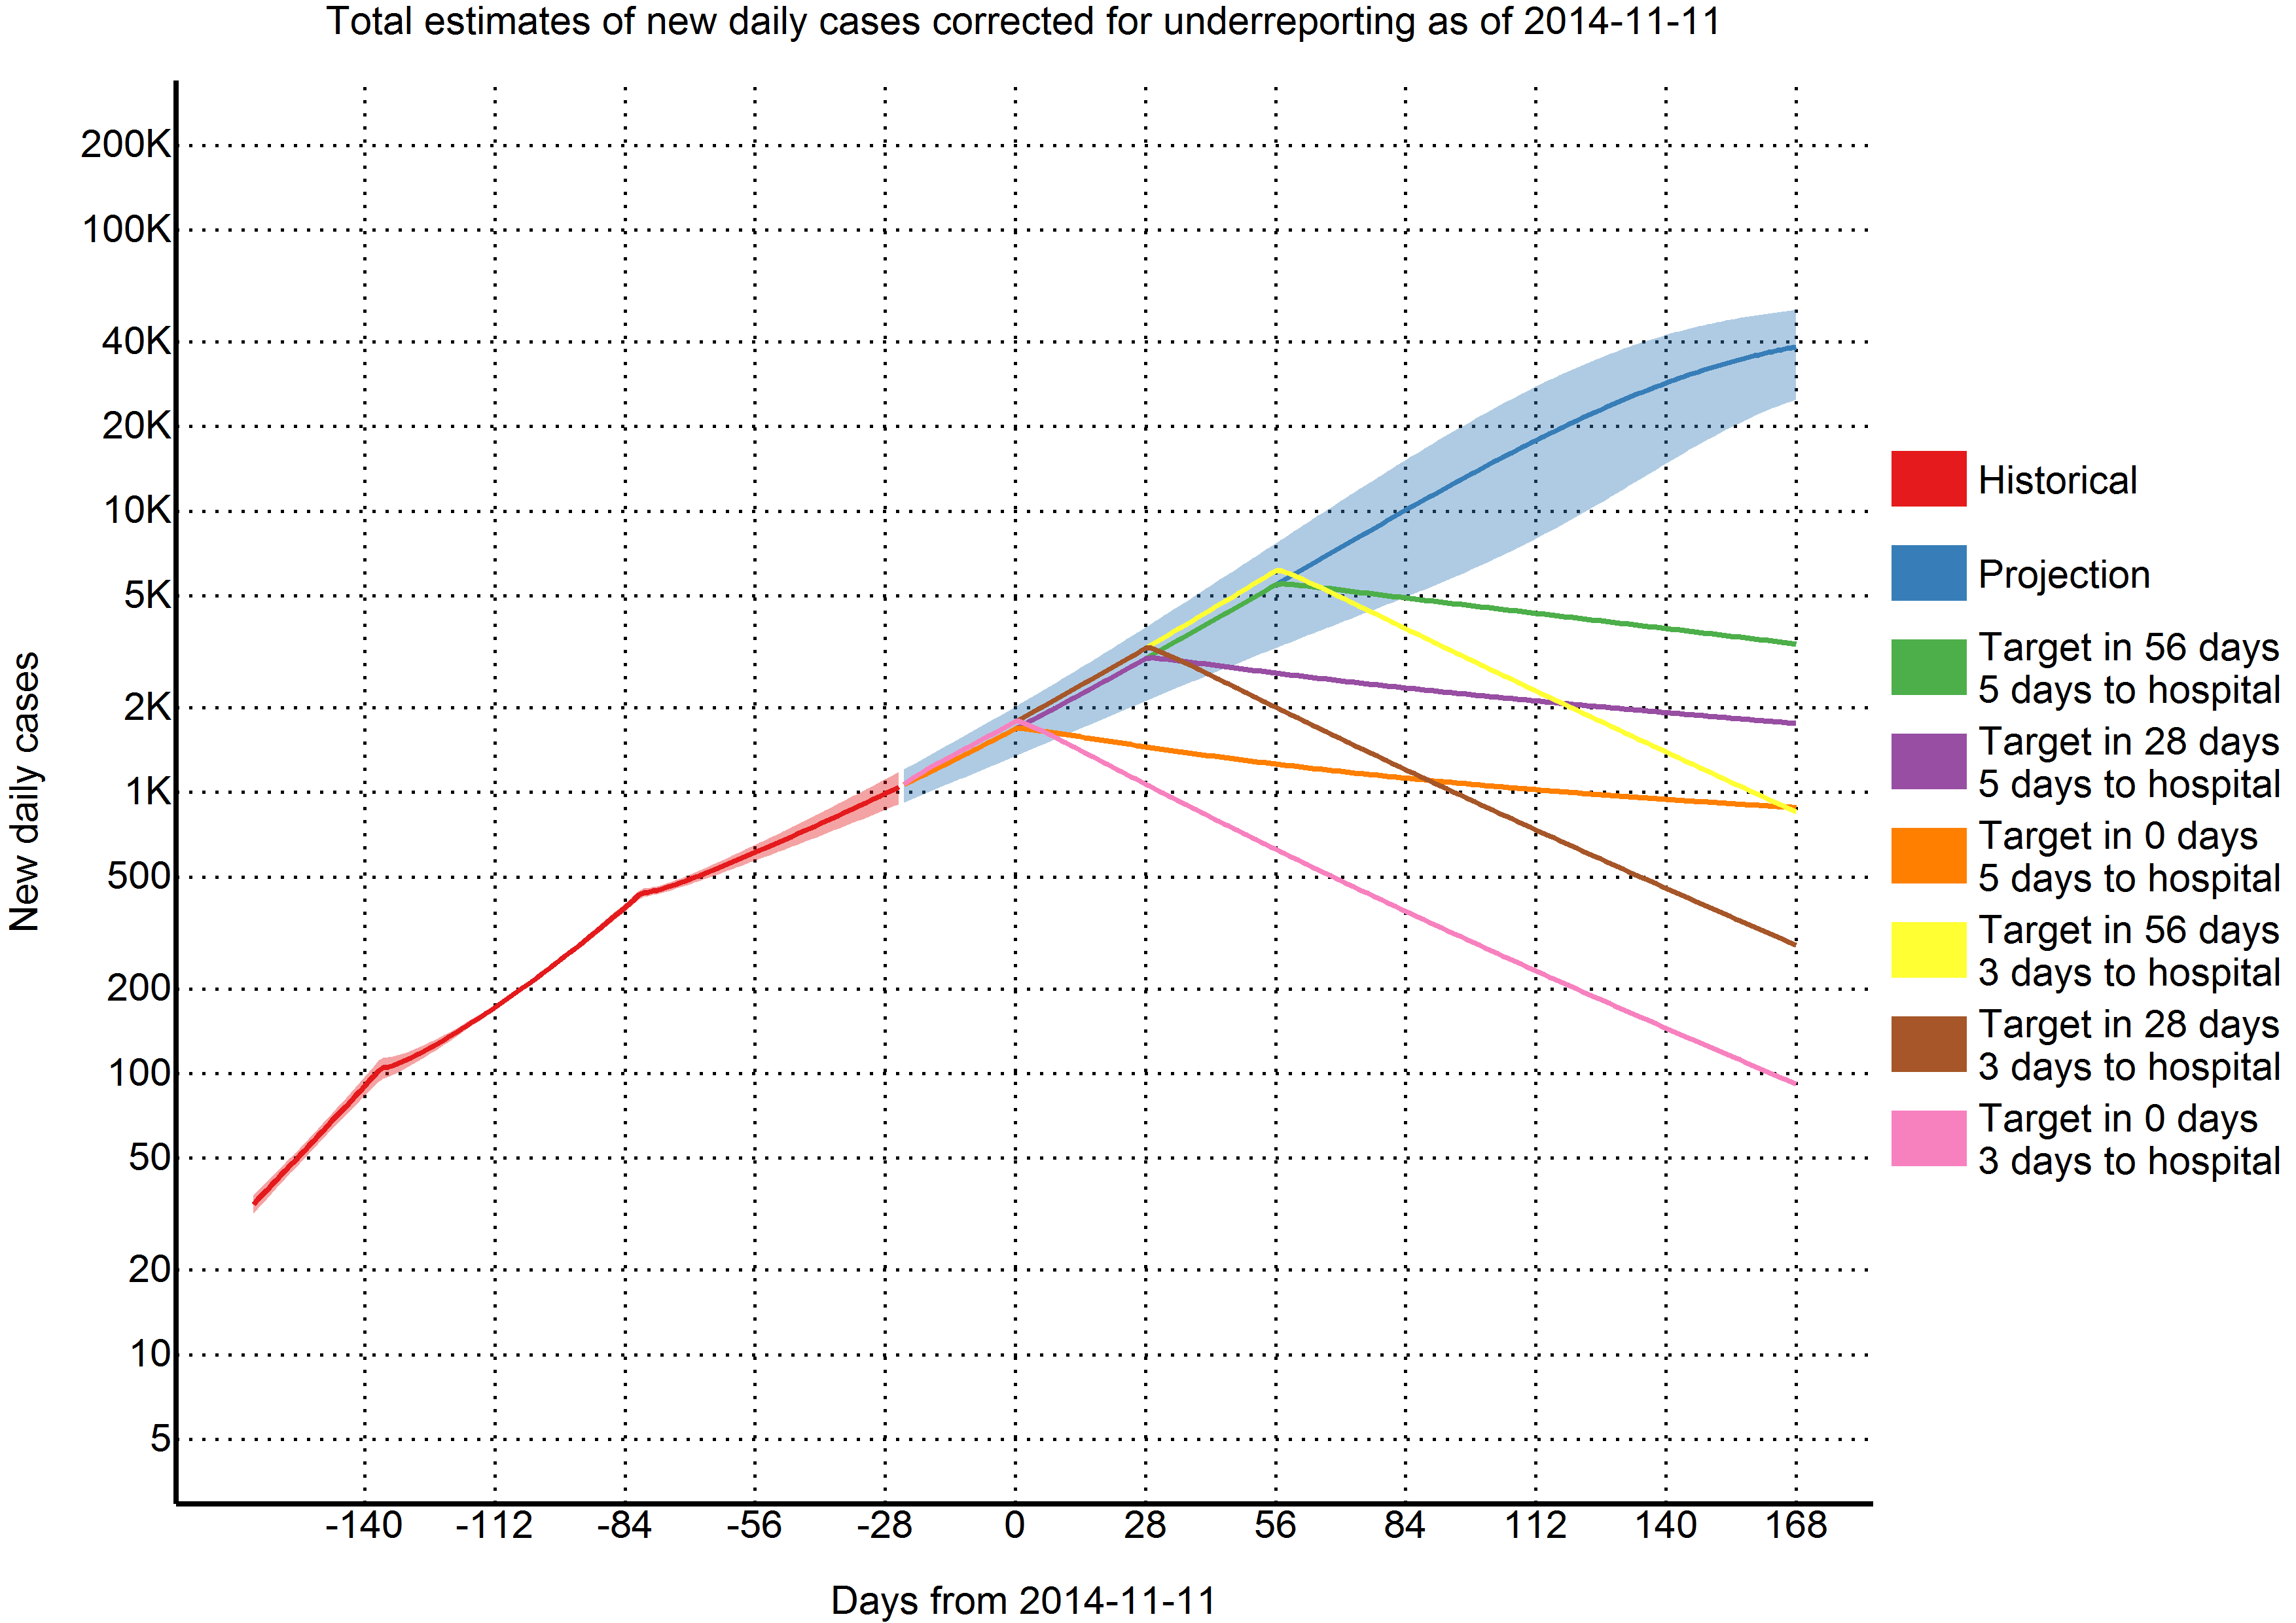 Total estimates of new daily cases corrected for underreporting as of 2014-11-11
New daily cases
200K
100K
40K
20K
10K
5K
2K
1K
500
200
100
50
20
10
5
-140 -112 -84 -56 -28 0 28 56 84 112 140 168
Days from 2014-11-11
Historical
Projection
Target in 56 days
5 days to hospital
Target in 28 days
5 days to hospital
Target in 0 days
5 days to hospital
Target in 56 days
3 days to hospital
Target in 28 days
3 days to hospital
Target in 0 days
3 days to hospital